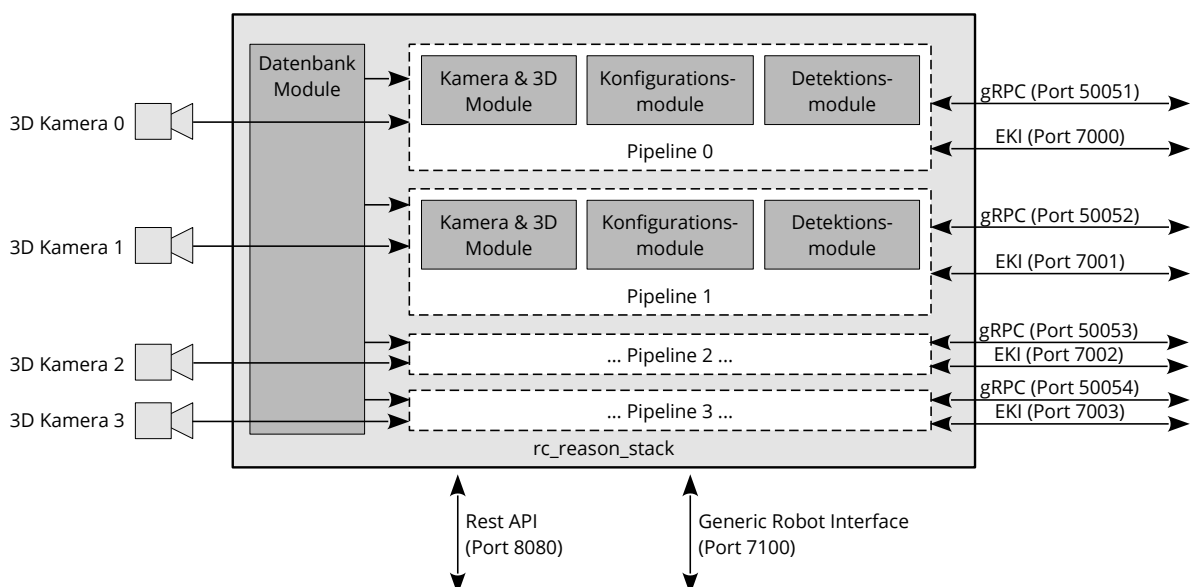 Datenbank
Module
Kamera & 3D
Module
Konfigurations-
module
Detektions-
module
Pipeline 0
3D Kamera 0
gRPC (Port 50051)
EKI (Port 7000)
Kamera & 3D
Module
Konfigurations-
module
Detektions-
module
Pipeline 1
3D Kamera 1
gRPC (Port 50052)
EKI (Port 7001)
3D Kamera 2
... Pipeline 2 ...
gRPC (Port 50053)
EKI (Port 7002)
3D Kamera 3
... Pipeline 3 ...
gRPC (Port 50054)
EKI (Port 7003)
rc_reason_stack
Rest API
(Port 8080)
Generic Robot Interface
(Port 7100)